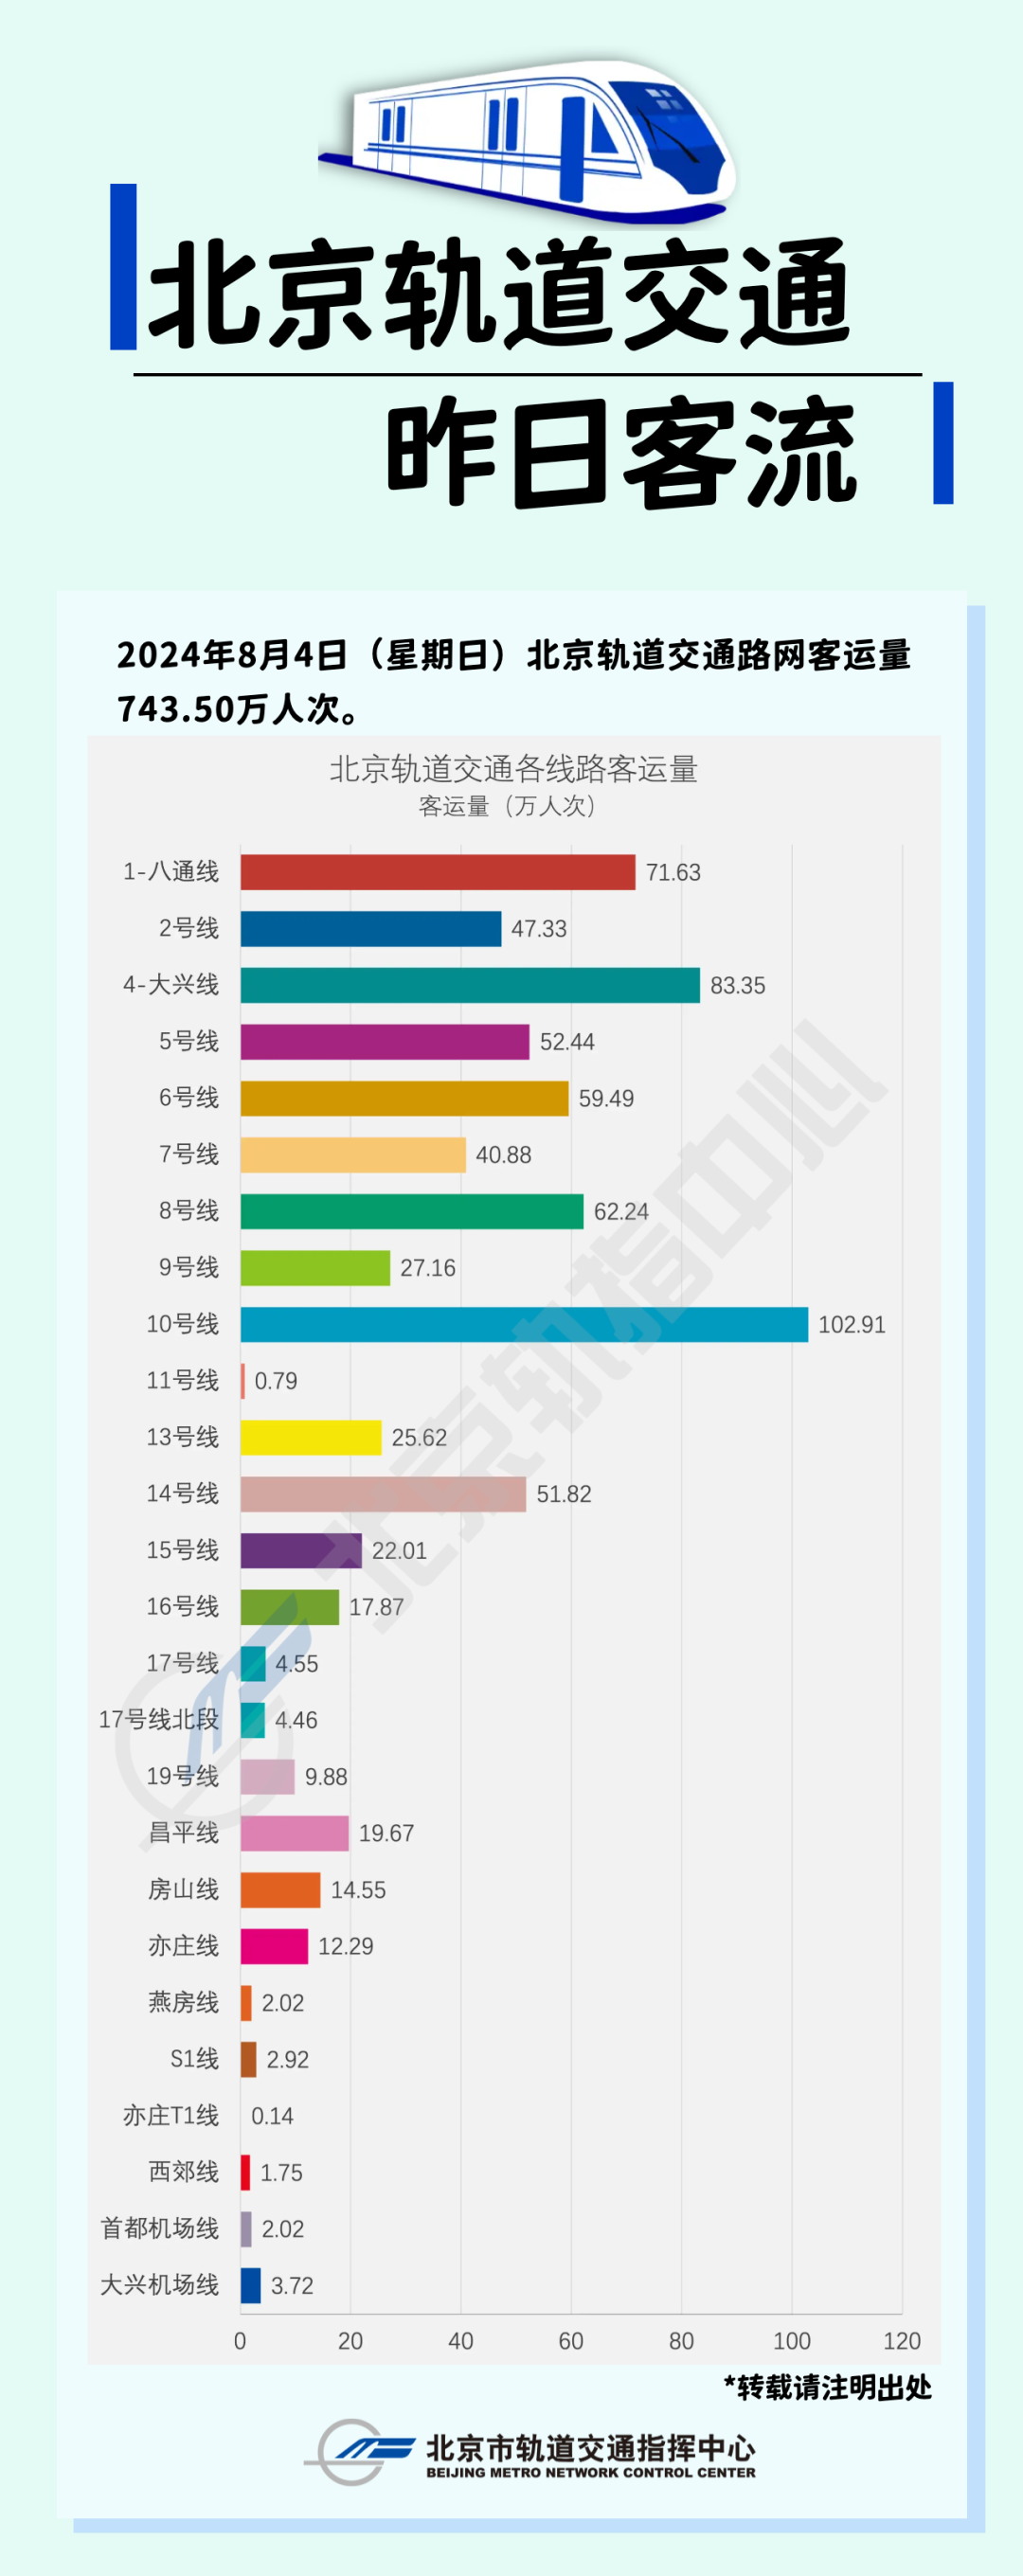 北京轨道交通
昨日客流
2024年8月4日（星期日）北京轨道交通路网客运量
743.50万人次。
北京轨道交通各线路客运量
客运量（万人次）
1-八通线 71.63
2号线 47.33
4-大兴线 83.35
5号线 52.44
6号线 59.49
7号线 40.88
8号线 62.24
9号线 27.16
10号线 102.91
11号线 0.79
13号线 25.62
14号线 51.82
15号线 22.01
16号线 17.87
17号线 4.55
17号线北段 4.46
19号线 9.88
昌平线 19.67
房山线 14.55
亦庄线 12.29
燕房线 2.02
S1线 2.92
亦庄T1线 0.14
西郊线 1.75
首都机场线 2.02
大兴机场线 3.72
0 20 40 60 80 100 120
北京轨指中心
*转载请注明出处
北京市轨道交通指挥中心
BEIJING METRO NETWORK CONTROL CENTER